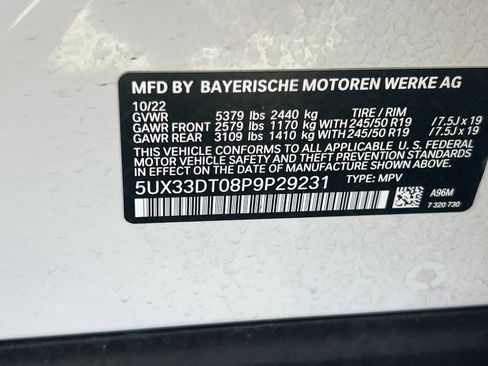 MFD BY BAYERISCHE MOTOREN WERKE AG
10/22
GVWR 5379 lbs 2440 kg TIRE / RIM
GAWR FRONT 2579 lbs 1170 kg WITH 245/50 R19 /7.5J x 19
GAWR REAR 3109 lbs 1410 kg WITH 245/50 R19 /7.5J x 19
THIS VEHICLE CONFORMS TO ALL APPLICABLE U. S. FEDERAL
MOTOR VEHICLE SAFETY AND THEFT PREVENTION STANDARDS
IN EFFECT ON THE DATE OF MANUFACTURE SHOWN ABOVE.
5UX33DT08P9P29231 TYPE: MPV
A96M
7 320 730